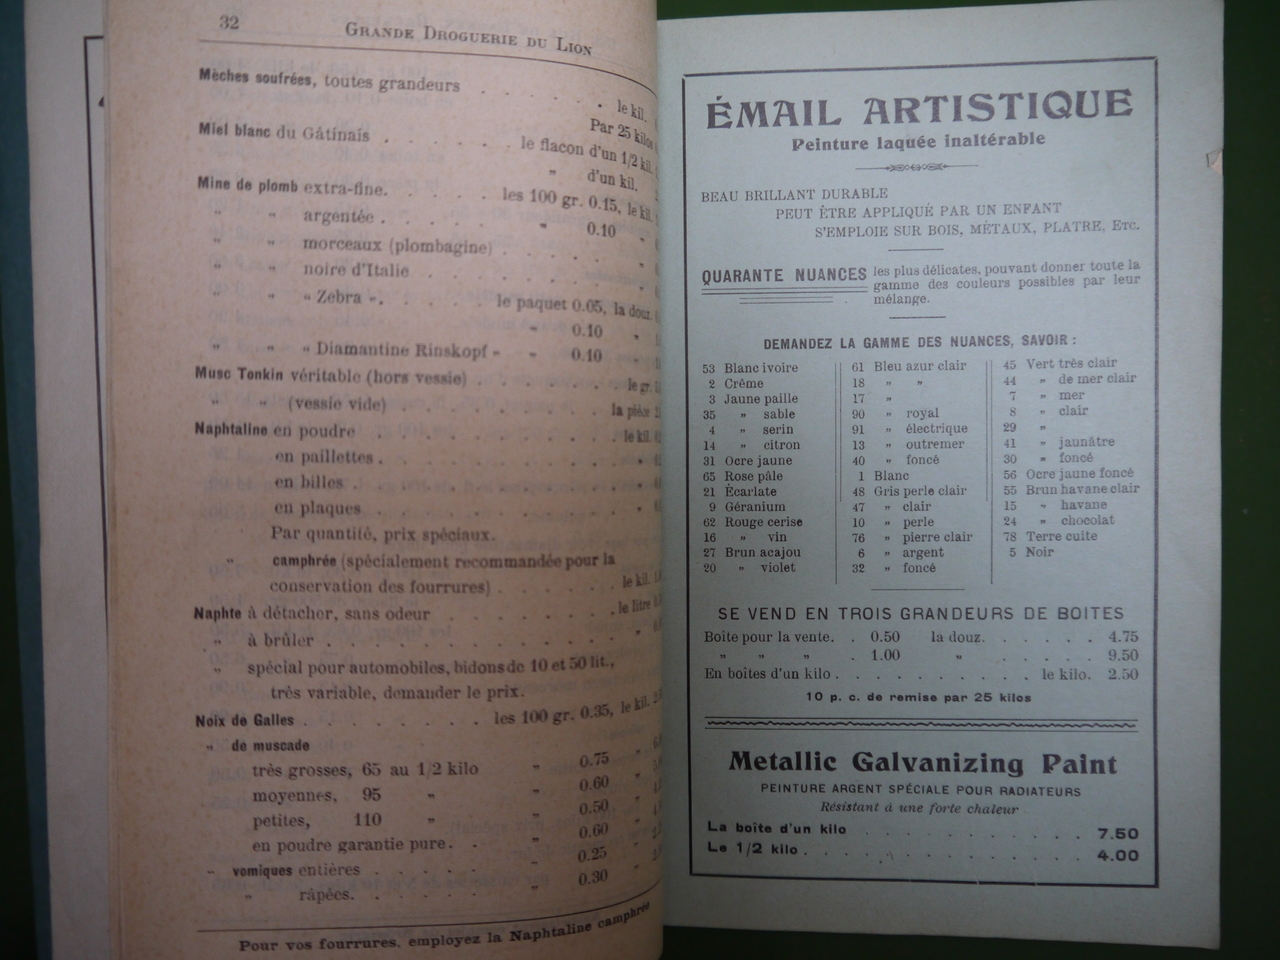 32
GRANDE DROGUERIE DU LION
Mèches soufrées, toutes grandeurs . . . . . le kil.
Par 25 kilos
Miel blanc du Gâtinais . . . . . le flacon d'un 1/2 kil.
" d'un kil.
Mine de plomb extra-fine. . . . . les 100 gr. 0.15, le kil.
" " argentée . . . . . " 0.10 "
" " morceaux (plombagine) . . . . . "
" " noire d'Italie . . . . . "
" " « Zebra ». . . . . le paquet 0.05, la douz.
" 0.10 "
" " « Diamantine Rinskopf » " 0.10 "
Musc Tonkin véritable (hors vessie) . . . . . le gr.
" " (vessie vide) . . . . . la pièce
Naphtaline en poudre . . . . . le kil.
en paillettes . . . . . "
en billes . . . . . "
en plaques . . . . . "
Par quantité, prix spéciaux.
" camphrée (spécialement recommandée pour la
conservation des fourrures) . . . . . le kil.
Naphte à détacher, sans odeur . . . . . le litre
" à brûler . . . . . "
" spécial pour automobiles, bidons de 10 et 50 lit.,
très variable, demander le prix.
Noix de Galles . . . . . les 100 gr. 0.35, le kil.
" de muscade
très grosses, 65 au 1/2 kilo " 0.75 "
moyennes, 95 " " 0.60 "
petites, 110 " " 0.50 "
en poudre garantie pure. . " 0.60 "
" vomiques entières . . . . . " 0.25 "
" râpées. . . . . " 0.30 "
Pour vos fourrures, employez la Naphtaline camphrée
ÉMAIL ARTISTIQUE
Peinture laquée inaltérable
BEAU BRILLANT DURABLE
PEUT ÊTRE APPLIQUÉ PAR UN ENFANT
S'EMPLOIE SUR BOIS, MÉTAUX, PLATRE, Etc.
QUARANTE NUANCES les plus délicates, pouvant donner toute la
gamme des couleurs possibles par leur
mélange.
DEMANDEZ LA GAMME DES NUANCES, SAVOIR :
53 Blanc ivoire
2 Crême
3 Jaune paille
35 " sable
4 " serin
14 " citron
31 Ocre jaune
65 Rose pâle
21 Écarlate
9 Géranium
62 Rouge cerise
16 " vin
27 Brun acajou
20 " violet
61 Bleu azur clair
18 " "
17 "
90 " royal
91 " électrique
13 " outremer
40 " foncé
1 Blanc
48 Gris perle clair
47 " clair
10 " perle
76 " pierre clair
6 " argent
32 " foncé
45 Vert très clair
44 " de mer clair
7 " mer
8 " clair
29 "
41 " jaunâtre
30 " foncé
56 Ocre jaune foncé
55 Brun havane clair
15 " havane
24 " chocolat
78 Terre cuite
5 Noir
SE VEND EN TROIS GRANDEURS DE BOITES
Boîte pour la vente. . 0.50 la douz. . . . . . 4.75
" " " . 1.00 " . . . . . 9.50
En boîtes d'un kilo . . . . . . . . . . le kilo. 2.50
10 p. c. de remise par 25 kilos
Metallic Galvanizing Paint
PEINTURE ARGENT SPÉCIALE POUR RADIATEURS
Résistant à une forte chaleur
La boîte d'un kilo . . . . . . . . . . 7.50
Le 1/2 kilo . . . . . . . . . . 4.00